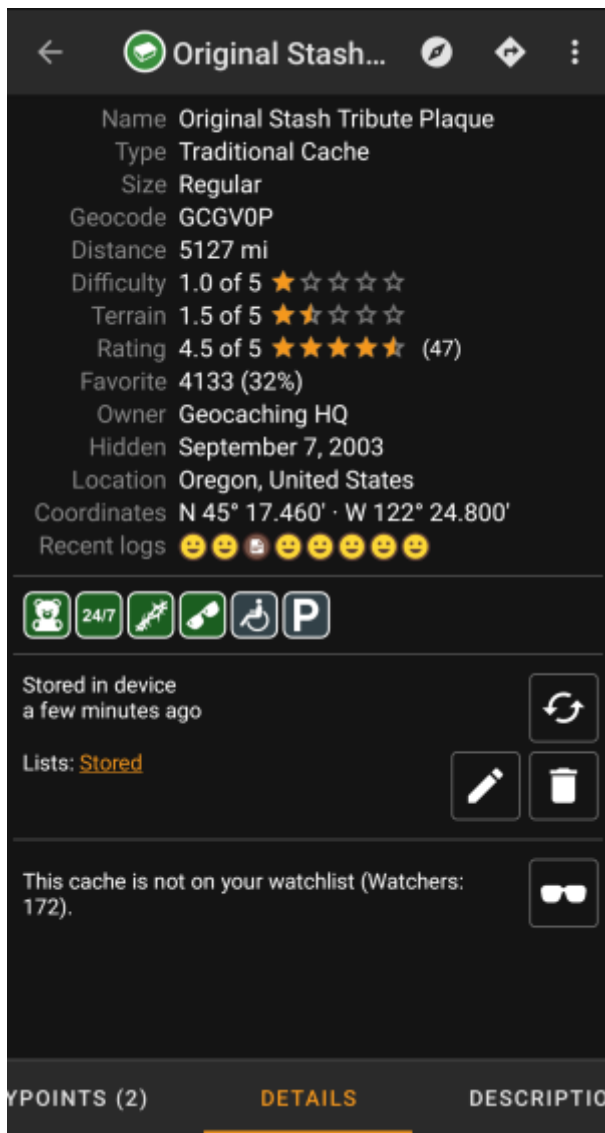 Original Stash...
Name Original Stash Tribute Plaque
Type Traditional Cache
Size Regular
Geocode GCGV0P
Distance 5127 mi
Difficulty 1.0 of 5
Terrain 1.5 of 5
Rating 4.5 of 5 (47)
Favorite 4133 (32%)
Owner Geocaching HQ
Hidden September 7, 2003
Location Oregon, United States
Coordinates N 45° 17.460' · W 122° 24.800'
Recent logs
24/7 P
Stored in device
a few minutes ago
Lists: Stored
This cache is not on your watchlist (Watchers:
172).
YPOINTS (2) DETAILS DESCRIPTIO